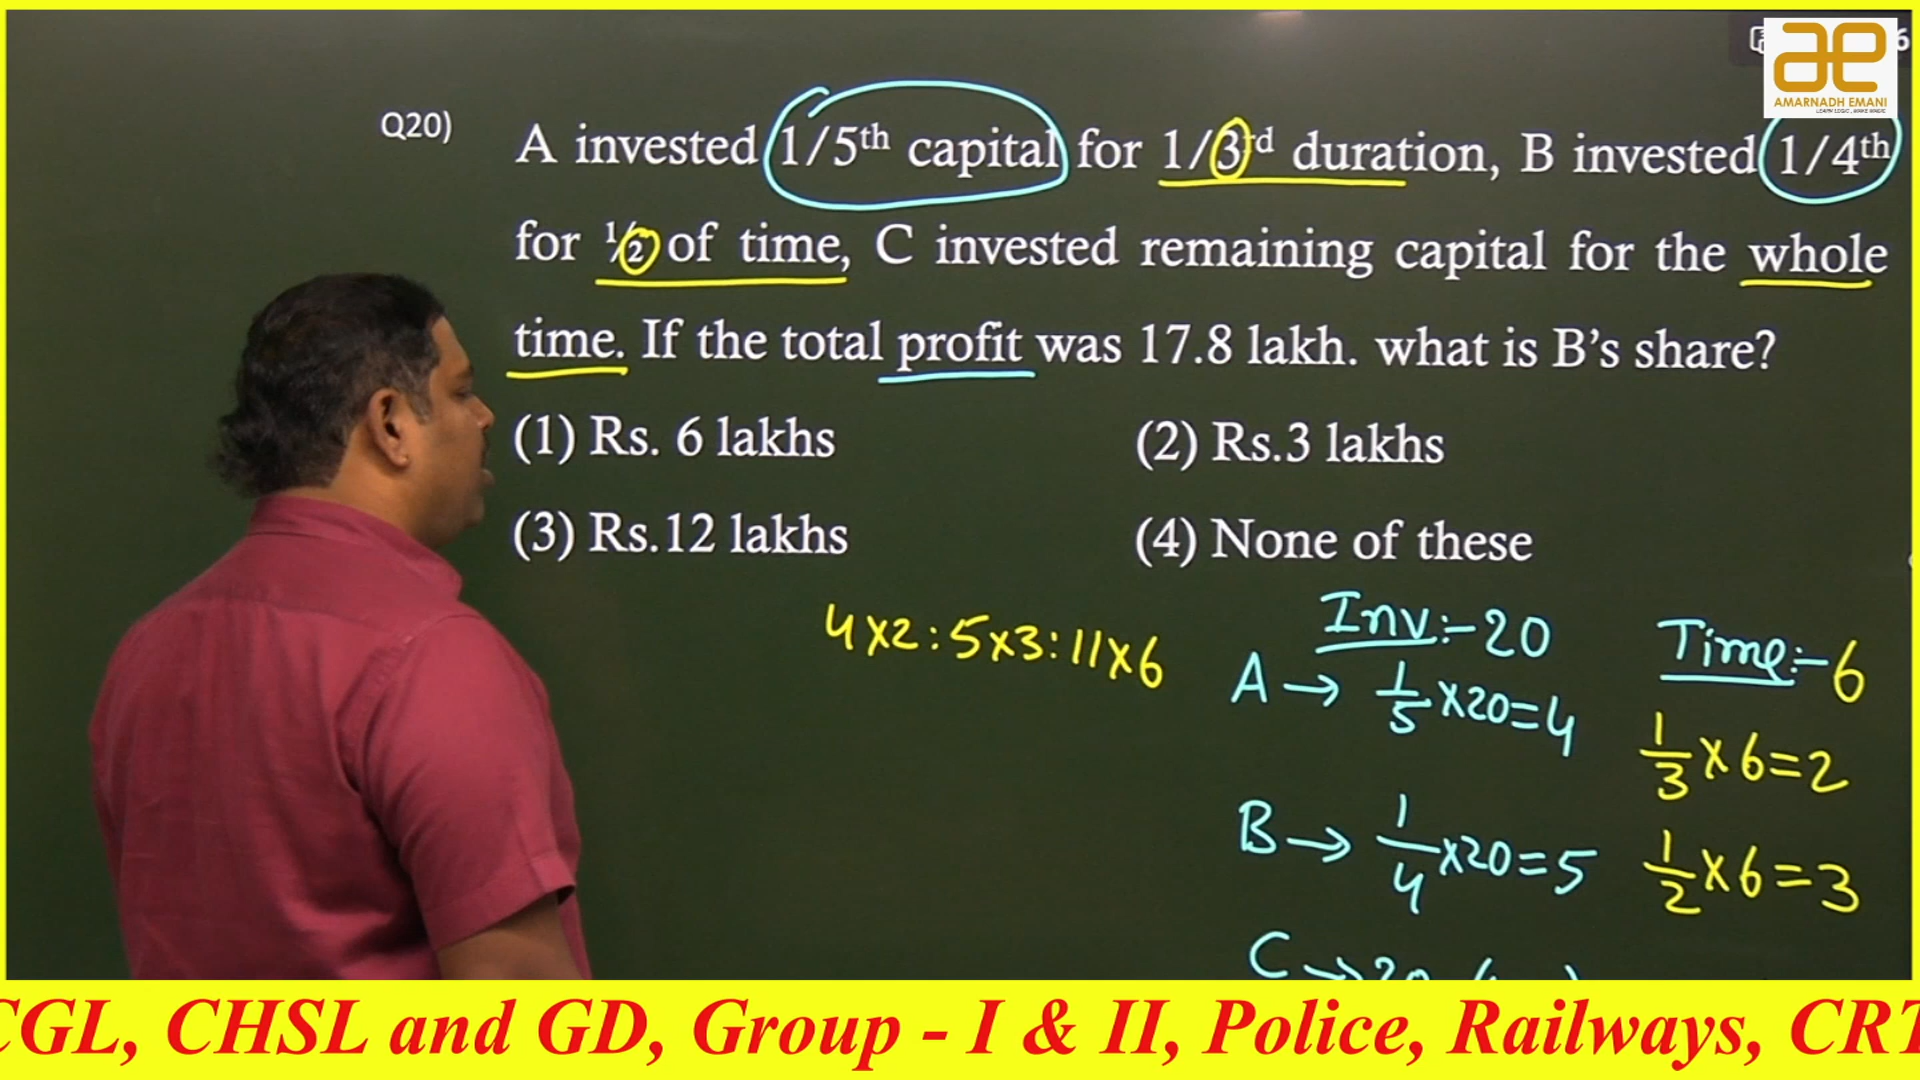 AMARNADH EMANI
Q20) A invested 1/5th capital for 1/3rd duration, B invested 1/4th
for ½ of time, C invested remaining capital for the whole
time. If the total profit was 17.8 lakh. what is B's share?
(1) Rs. 6 lakhs (2) Rs.3 lakhs
(3) Rs.12 lakhs (4) None of these
4x2:5x3:11x6
Inv:-20 Time:-6
A → 1/5 x20=4 1/3 x 6=2
B → 1/4 x20=5 1/2 x 6=3
C →
CGL, CHSL and GD, Group - I & II, Police, Railways, CRT